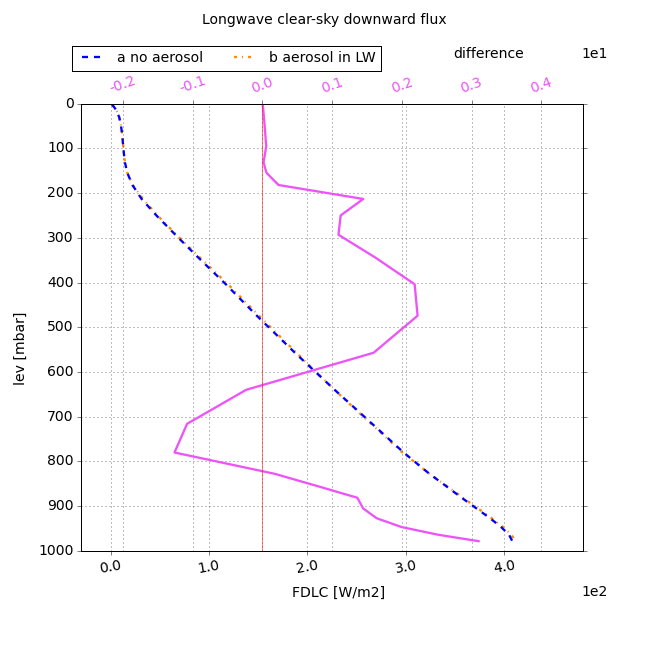 Longwave clear-sky downward flux
a no aerosol b aerosol in LW difference 1e1
-0.2 -0.1 0.0 0.1 0.2 0.3 0.4
0
100
200
300
400
500
600
700
800
900
1000
lev [mbar]
0.0 1.0 2.0 3.0 4.0
FDLC [W/m2] 1e2